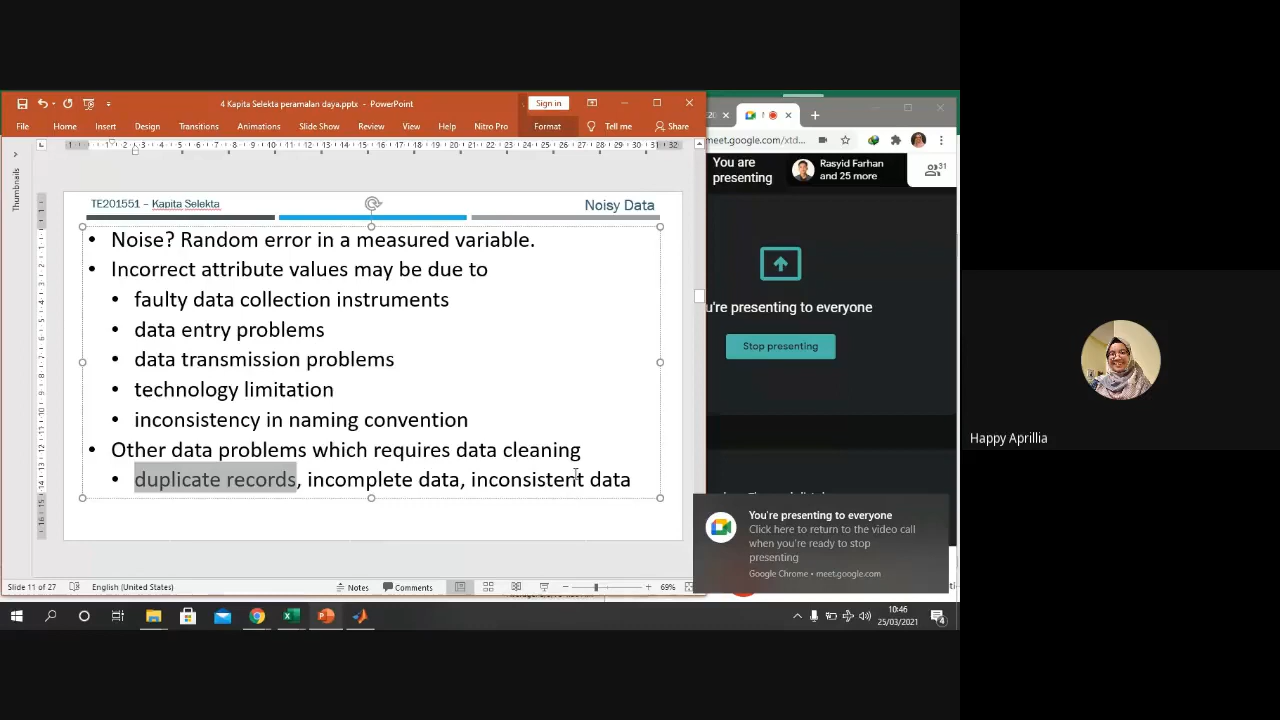 4 Kapita Selekta peramalan daya.pptx - PowerPoint
Sign in
File Home Insert Design Slide Show Transitions Animations Review View Help Nitro Pro Format Tell me Share
Thumbnails
TE201551 – Kapita Selekta
Noisy Data
• Noise? Random error in a measured variable.
• Incorrect attribute values may be due to
• faulty data collection instruments
• data entry problems
• data transmission problems
• technology limitation
• inconsistency in naming convention
• Other data problems which requires data cleaning
• duplicate records, incomplete data, inconsistent data
Slide 11 of 27
English (United States)
Notes
Comments
69%
meet.google.com/xtd...
You are
presenting
Rasyid Farhan
and 25 more
31
u're presenting to everyone
Stop presenting
You're presenting to everyone
Click here to return to the video call
when you're ready to stop
presenting
Google Chrome • meet.google.com
10:46
25/03/2021
4
Happy Aprillia